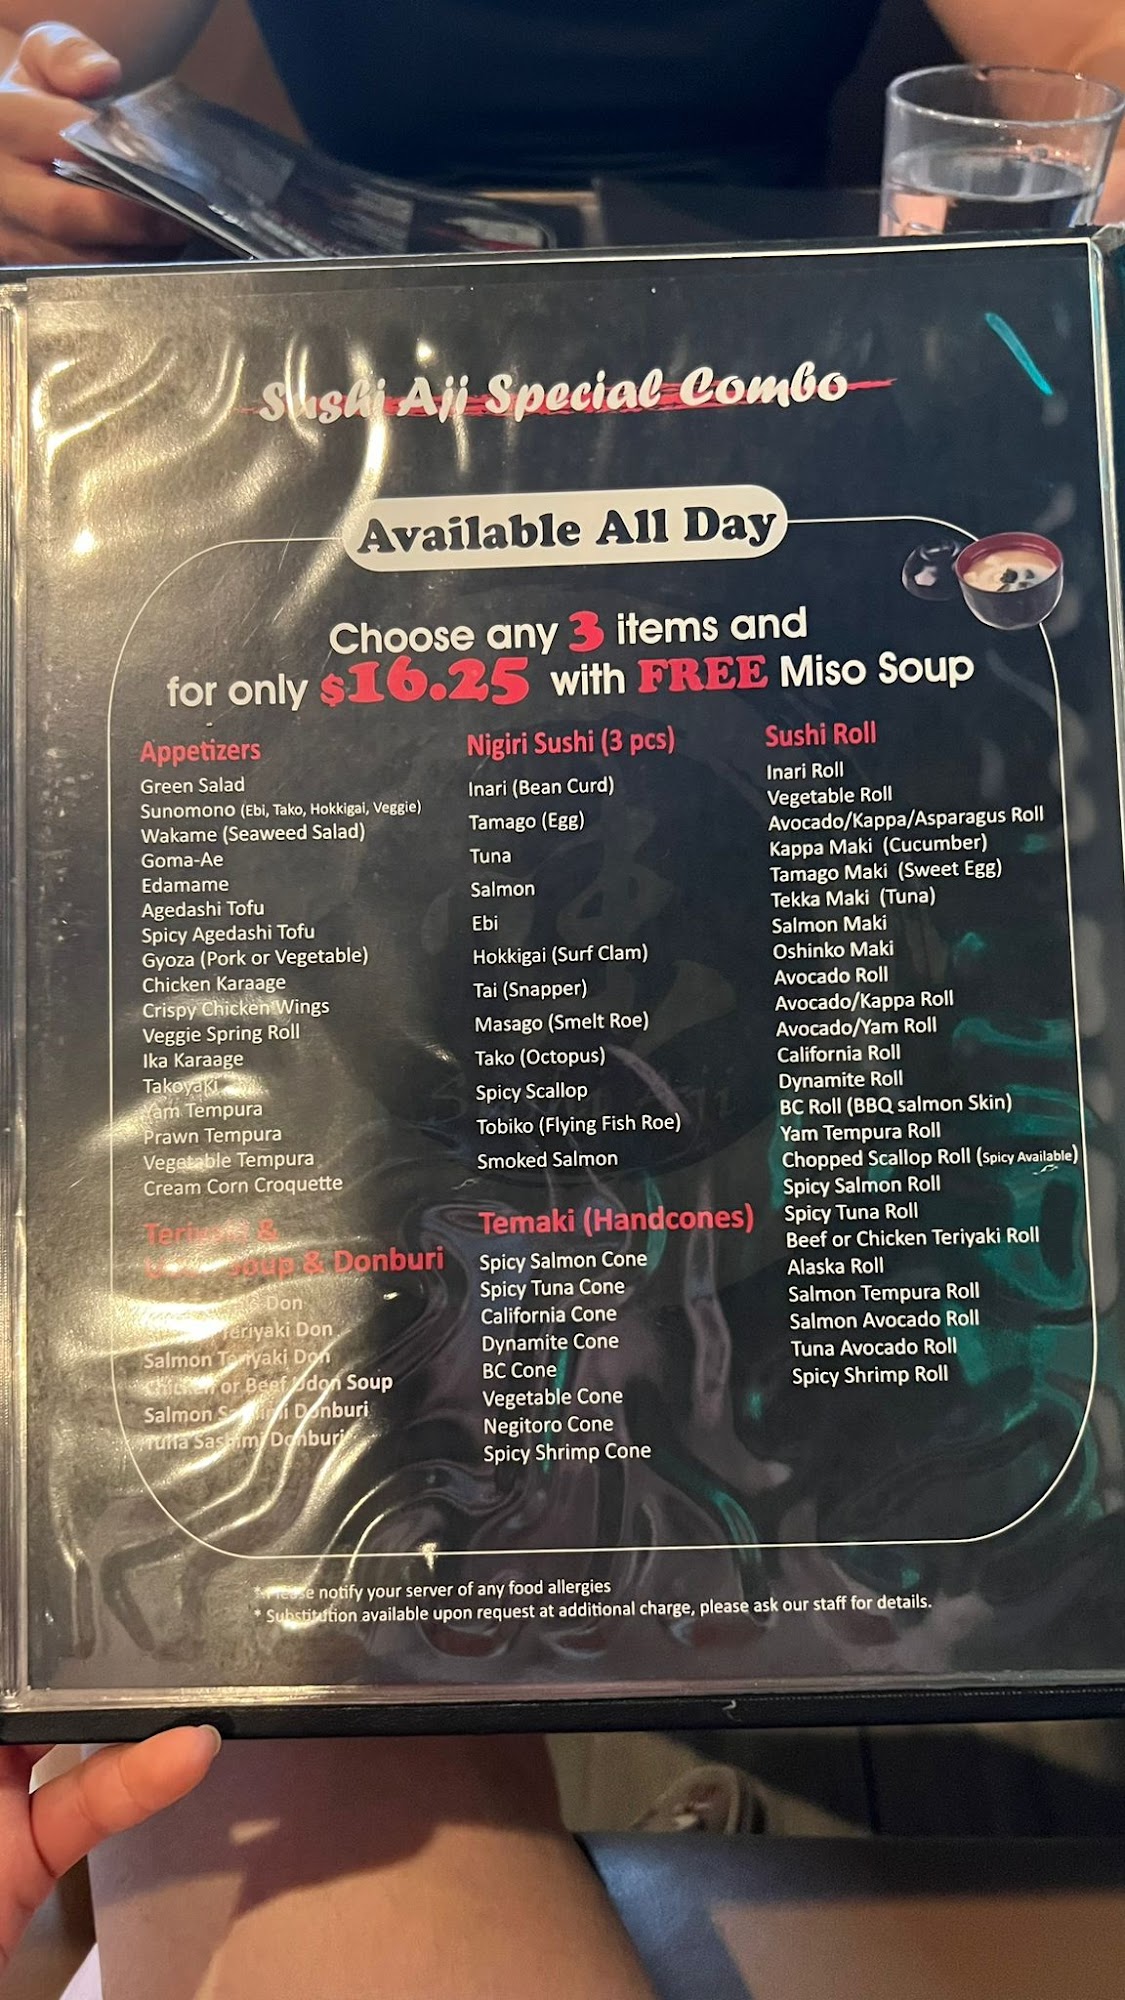 Sushi Aji Special Combo
Available All Day
Choose any 3 items and
for only $16.25 with FREE Miso Soup
Appetizers
Green Salad
Sunomono (Ebi, Tako, Hokkigai, Veggie)
Wakame (Seaweed Salad)
Goma-Ae
Edamame
Agedashi Tofu
Spicy Agedashi Tofu
Gyoza (Pork or Vegetable)
Chicken Karaage
Crispy Chicken Wings
Veggie Spring Roll
Ika Karaage
Takoyaki
Yam Tempura
Prawn Tempura
Vegetable Tempura
Cream Corn Croquette
Teriyaki &
Soup & Donburi
Don
Teriyaki Don
Salmon Teriyaki Don
Chicken or Beef Udon Soup
Salmon Sashimi Donburi
Tuna Sashimi Donburi
Nigiri Sushi (3 pcs)
Inari (Bean Curd)
Tamago (Egg)
Tuna
Salmon
Ebi
Hokkigai (Surf Clam)
Tai (Snapper)
Masago (Smelt Roe)
Tako (Octopus)
Spicy Scallop
Tobiko (Flying Fish Roe)
Smoked Salmon
Temaki (Handcones)
Spicy Salmon Cone
Spicy Tuna Cone
California Cone
Dynamite Cone
BC Cone
Vegetable Cone
Negitoro Cone
Spicy Shrimp Cone
Sushi Roll
Inari Roll
Vegetable Roll
Avocado/Kappa/Asparagus Roll
Kappa Maki (Cucumber)
Tamago Maki (Sweet Egg)
Tekka Maki (Tuna)
Salmon Maki
Oshinko Maki
Avocado Roll
Avocado/Kappa Roll
Avocado/Yam Roll
California Roll
Dynamite Roll
BC Roll (BBQ salmon Skin)
Yam Tempura Roll
Chopped Scallop Roll (Spicy Available)
Spicy Salmon Roll
Spicy Tuna Roll
Beef or Chicken Teriyaki Roll
Alaska Roll
Salmon Tempura Roll
Salmon Avocado Roll
Tuna Avocado Roll
Spicy Shrimp Roll
* Please notify your server of any food allergies
* Substitution available upon request at additional charge, please ask our staff for details.